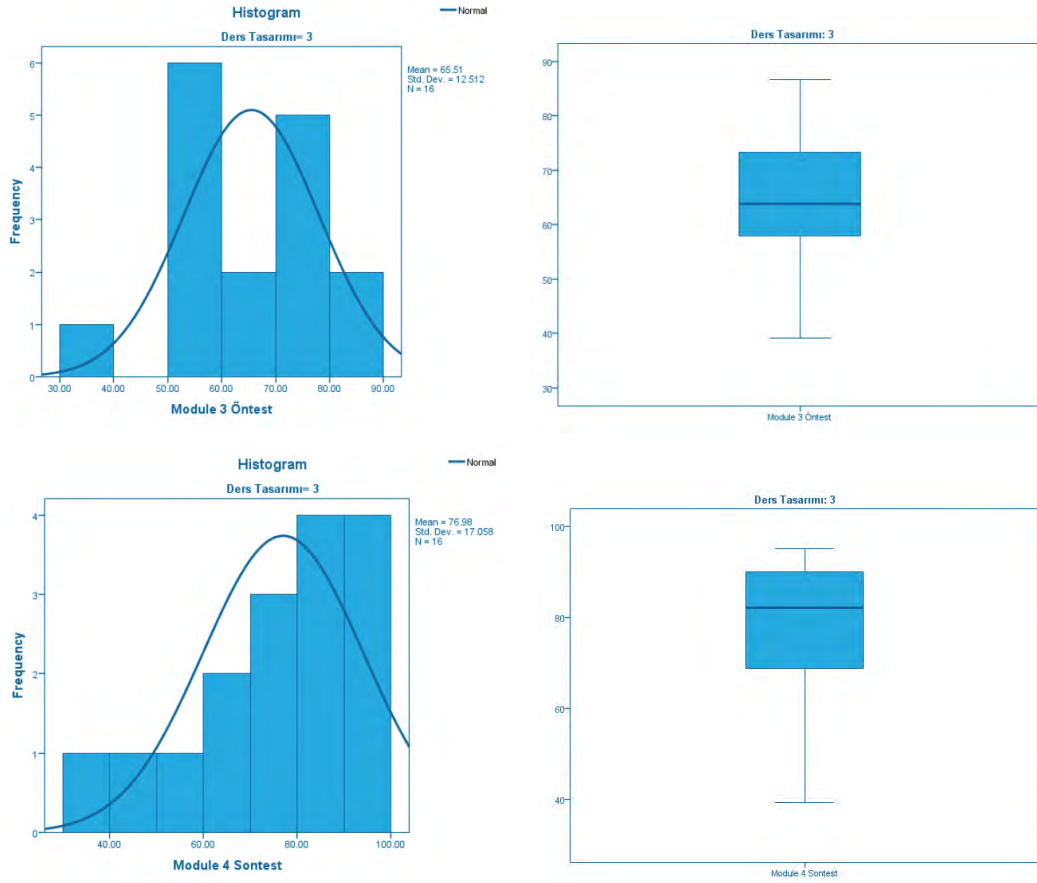 Histogram
Normal
Ders Tasarımı= 3
Mean = 65.51
Std. Dev. = 12.512
N = 16
Frequency
6
5
4
3
2
1
0
30.00 40.00 50.00 60.00 70.00 80.00 90.00
Module 3 Öntest
Ders Tasarımı: 3
90
80
70
60
50
40
30
Module 3 Öntest
Histogram
Normal
Ders Tasarımı= 3
Mean = 76.98
Std. Dev. = 17.058
N = 16
Frequency
4
3
2
1
0
40.00 60.00 80.00 100.00
Module 4 Sontest
Ders Tasarımı: 3
100
80
60
40
Module 4 Sontest